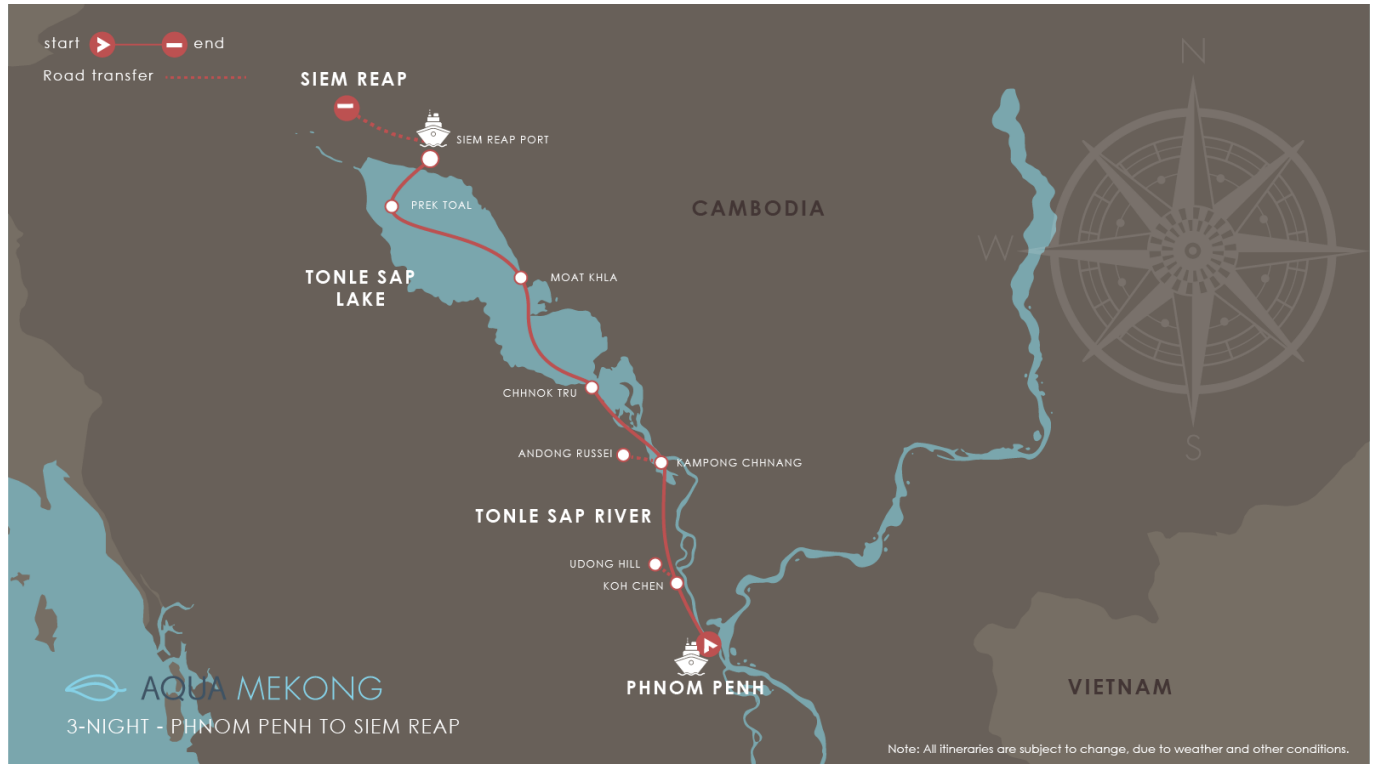 start
end
Road transfer
SIEM REAP
SIEM REAP PORT
N
PREK TOAL
CAMBODIA
W
TONLE SAP
LAKE
MOAT KHLA
CHHNOK TRU
S
ANDONG RUSSEI
KAMPONG CHHNANG
TONLE SAP RIVER
UDONG HILL
KOH CHEN
PHNOM PENH
VIETNAM
AQUA MEKONG
3-NIGHT - PHNOM PENH TO SIEM REAP
Note: All itineraries are subject to change, due to weather and other conditions.